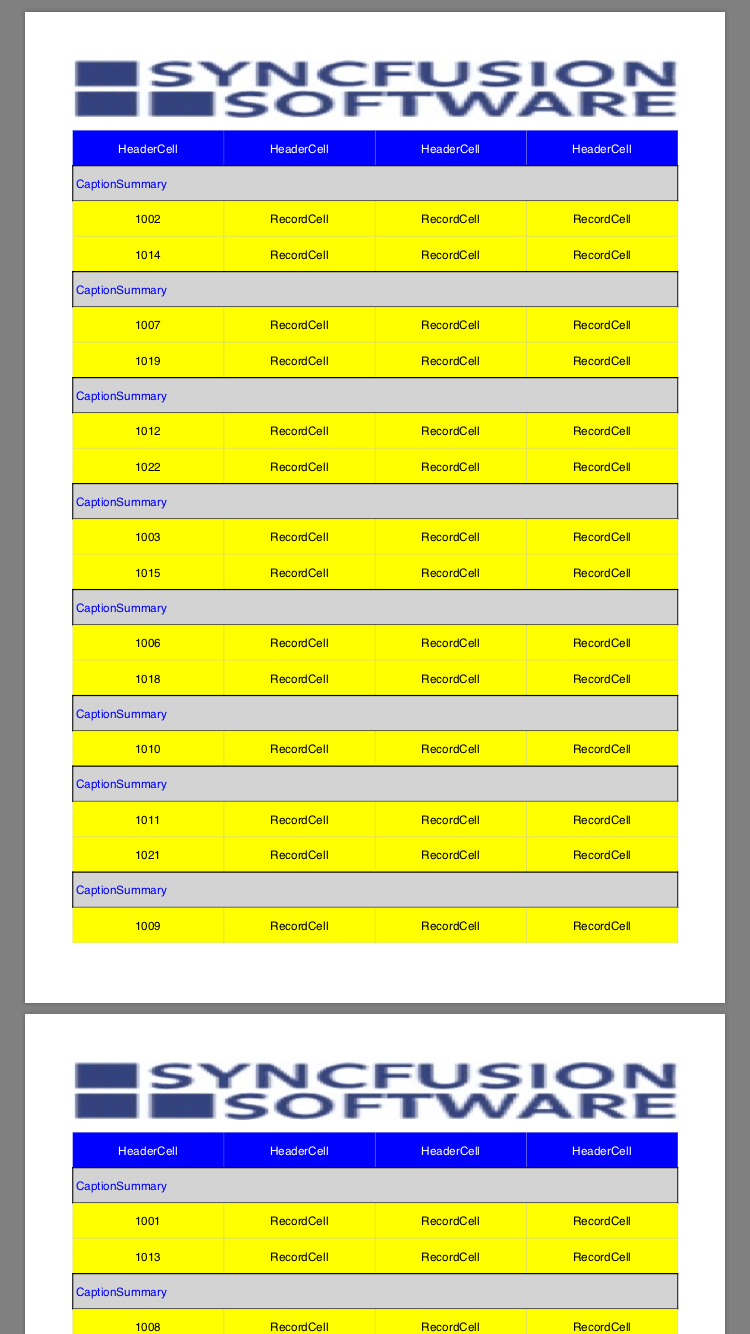 SYNCFUSION
SOFTWARE
HeaderCell HeaderCell HeaderCell HeaderCell
CaptionSummary
1002 RecordCell RecordCell RecordCell
1014 RecordCell RecordCell RecordCell
CaptionSummary
1007 RecordCell RecordCell RecordCell
1019 RecordCell RecordCell RecordCell
CaptionSummary
1012 RecordCell RecordCell RecordCell
1022 RecordCell RecordCell RecordCell
CaptionSummary
1003 RecordCell RecordCell RecordCell
1015 RecordCell RecordCell RecordCell
CaptionSummary
1006 RecordCell RecordCell RecordCell
1018 RecordCell RecordCell RecordCell
CaptionSummary
1010 RecordCell RecordCell RecordCell
CaptionSummary
1011 RecordCell RecordCell RecordCell
1021 RecordCell RecordCell RecordCell
CaptionSummary
1009 RecordCell RecordCell RecordCell
SYNCFUSION
SOFTWARE
HeaderCell HeaderCell HeaderCell HeaderCell
CaptionSummary
1001 RecordCell RecordCell RecordCell
1013 RecordCell RecordCell RecordCell
CaptionSummary
1008 RecordCell RecordCell RecordCell